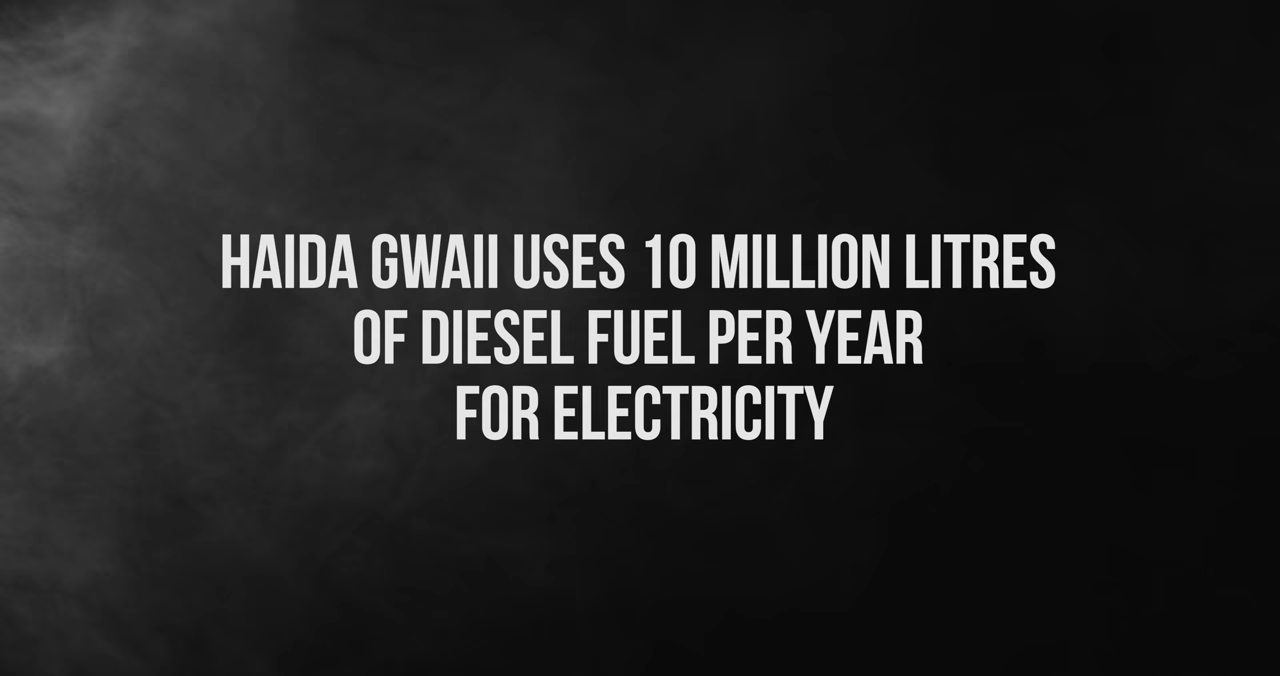 HAIDA GWAII USES 10 MILLION LITRES
OF DIESEL FUEL PER YEAR
FOR ELECTRICITY